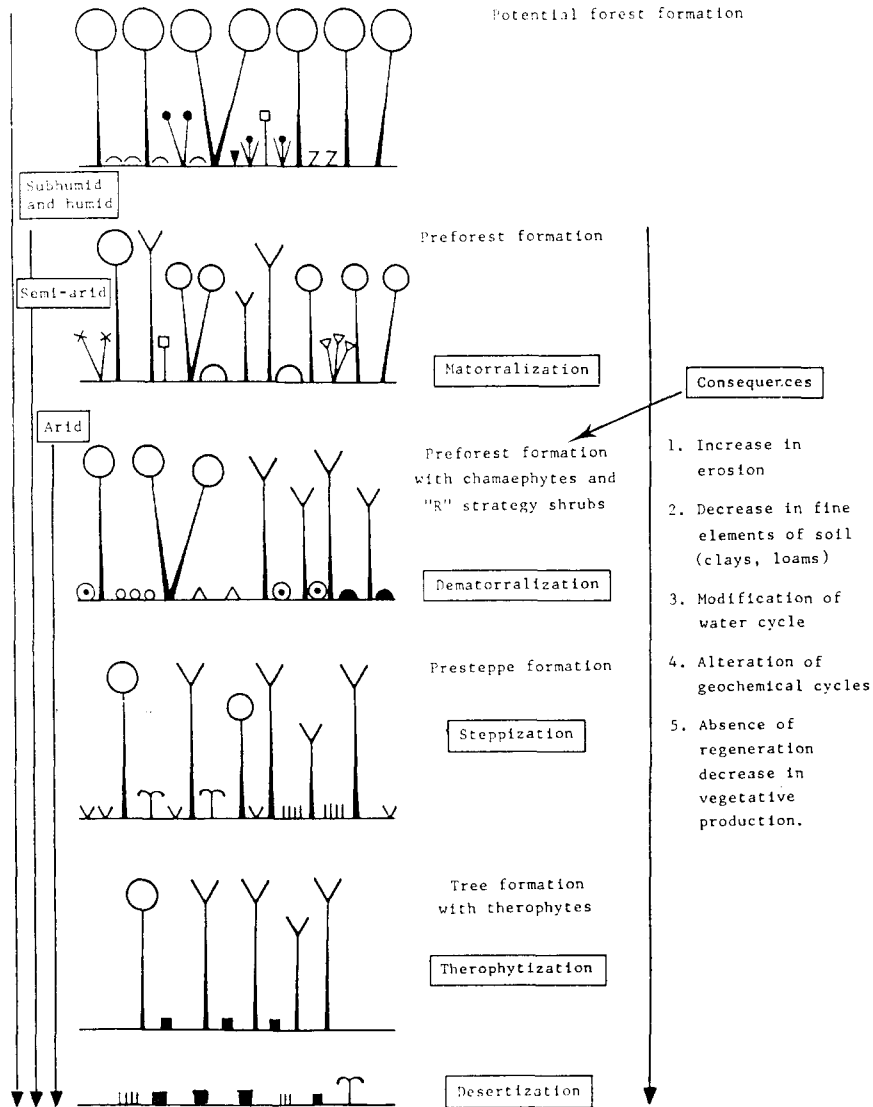 Potential forest formation
Subhumid
and humid
Preforest formation
Semi-arid
Matorralization
Consequences
Arid
Preforest formation
with chamaephytes and
"R" strategy shrubs
1. Increase in
erosion
2. Decrease in fine
elements of soil
(clays, loams)
Dematorralization
3. Modification of
water cycle
Presteppe formation
4. Alteration of
geochemical cycles
Steppization
5. Absence of
regeneration
decrease in
vegetative
production.
Tree formation
with therophytes
Therophytization
Desertization